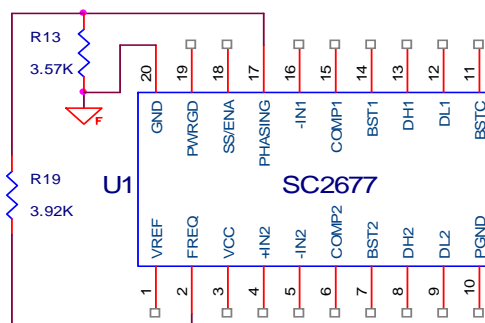 R13
3.57K
F
20
19
18
17
16
15
14
13
12
11
GND
PWRGD
SS/ENA
PHASING
-IN1
COMP1
BST1
DH1
DL1
BSTC
R19
3.92K
U1
SC2677
VREF
FREQ
VCC
+IN2
-IN2
COMP2
BST2
DH2
DL2
PGND
1
2
3
4
5
6
7
8
9
10